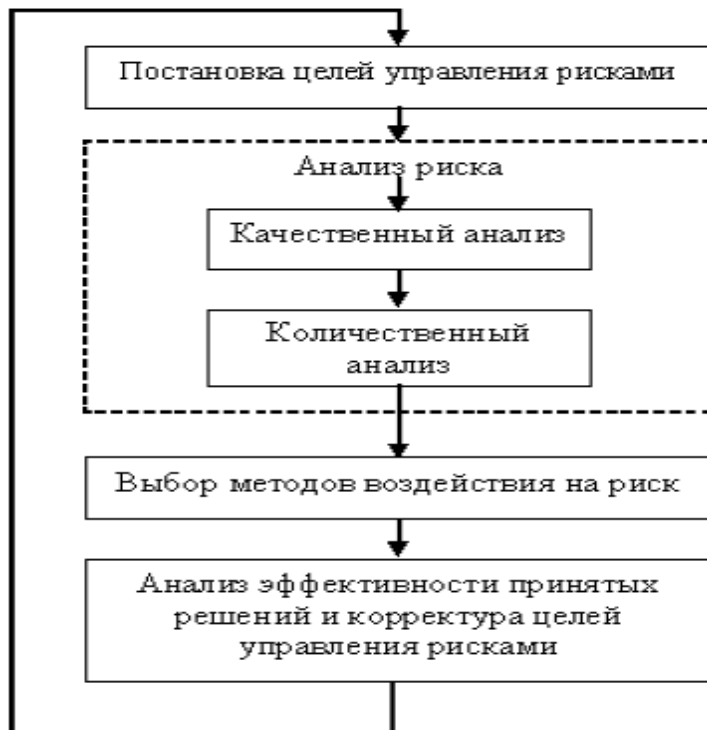 Постановка целей управления рисками
Анализ риска
Качественный анализ
Количественный
анализ
Выбор методов воздействия на риск
Анализ эффективности принятых
решений и корректура целей
управления рисками